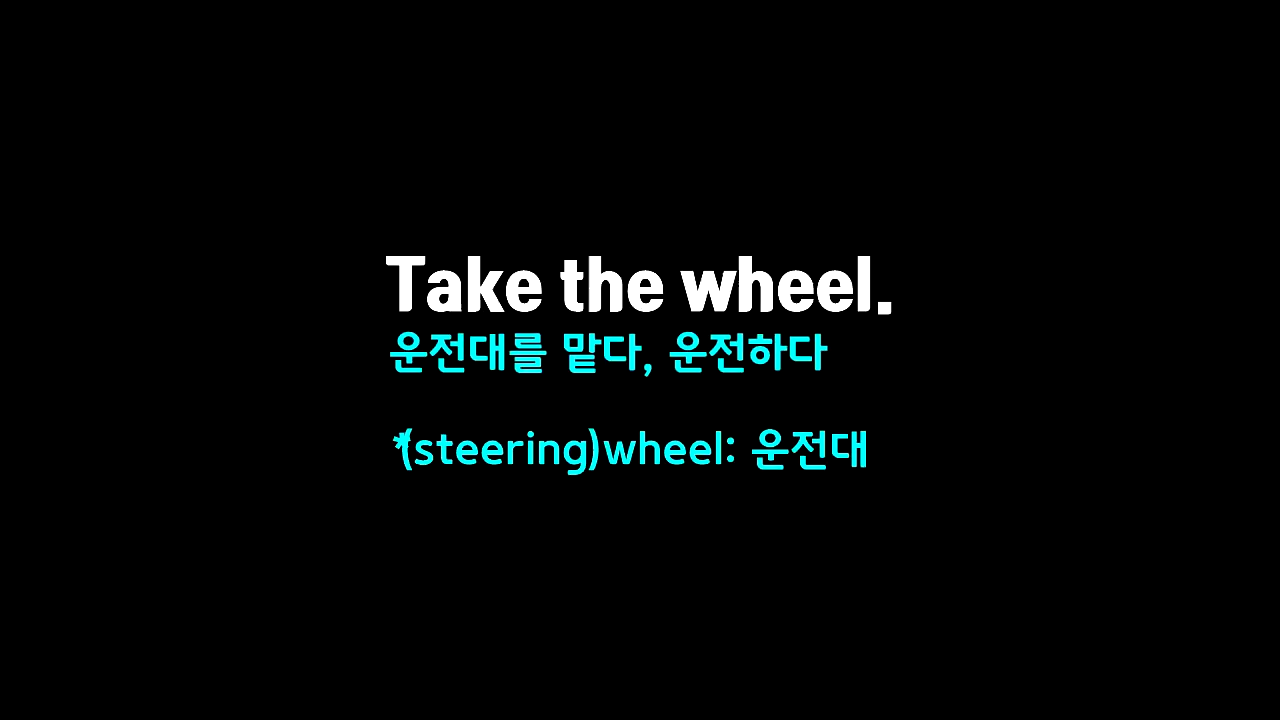 Take the wheel.
운전대를 맡다, 운전하다
*(steering)wheel: 운전대